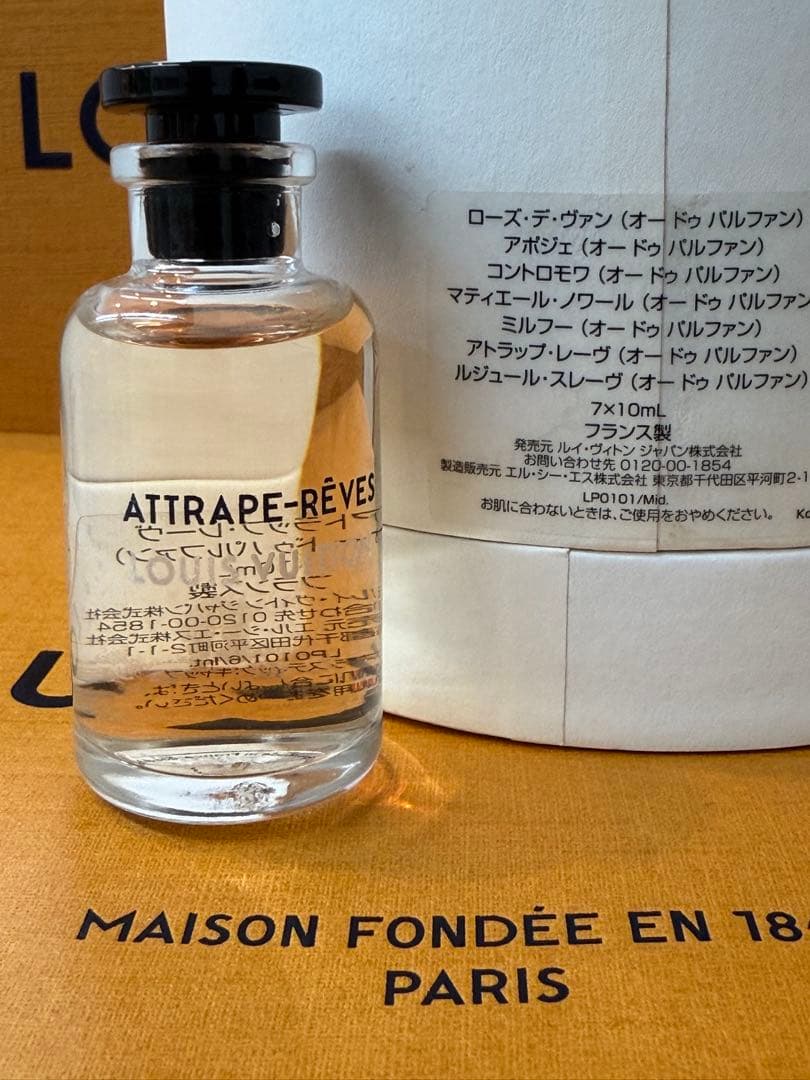 LO
ATTRAPE-RÊVES
LOUIS VUITTON
ローズ・デ・ヴァン (オー ドゥ パルファン)
アポジェ (オー ドゥ パルファン)
コントロモワ (オー ドゥ パルファン)
マティエール・ノワール (オー ドゥ パルファン
ミルフー (オー ドゥ パルファン)
アトラップ・レーヴ (オー ドゥ パルファン)
ルジュール・スレーヴ (オー ドゥ パルファン)
7×10mL
フランス製
発売元 ルイ・ヴィトン ジャパン株式会社
お問い合わせ先 0120-00-1854
製造販売元 エル・シー・エス株式会社 東京都千代田区平河町2-1
LP0101/Mid.
お肌に合わないときは、ご使用をおやめください。
MAISON FONDÉE EN 18
PARIS